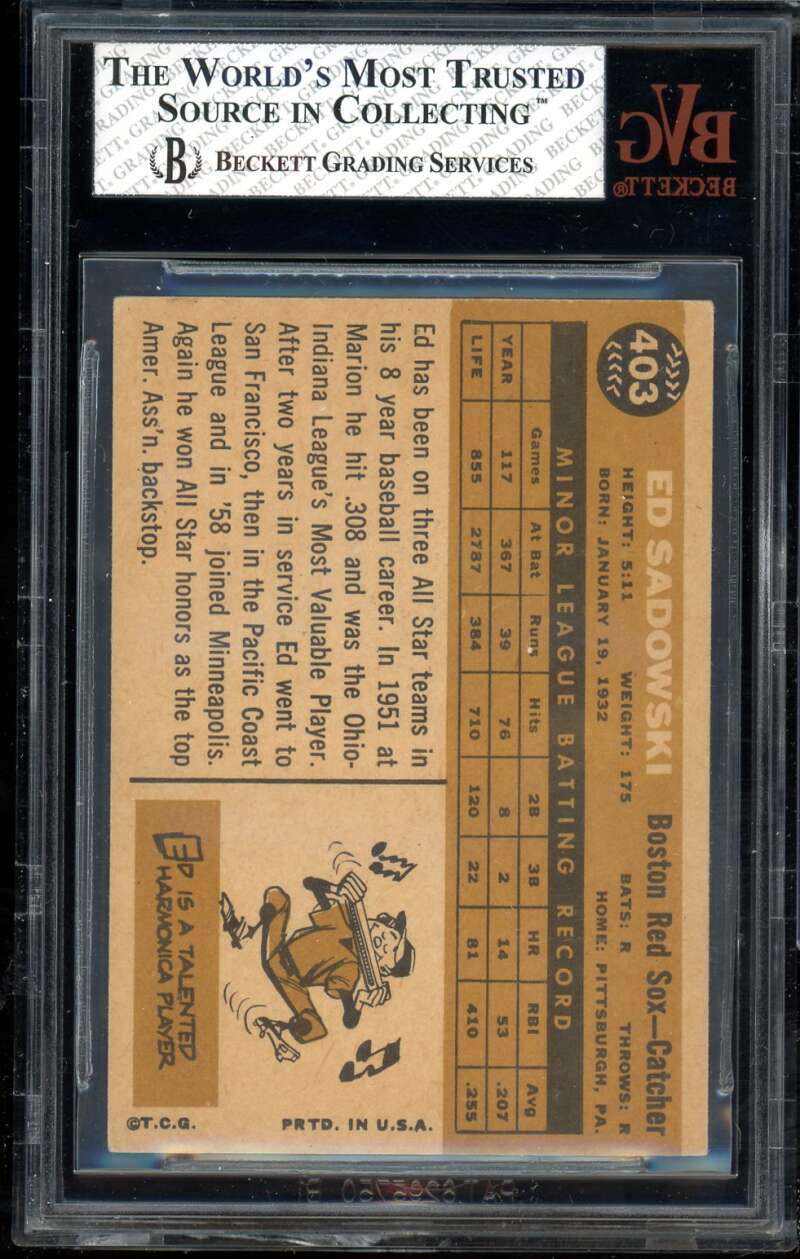 THE WORLD'S MOST TRUSTED
SOURCE IN COLLECTING™
B BECKETT GRADING SERVICES
BVG
BECKETT®
403
ED SADOWSKI Boston Red Sox—Catcher
HEIGHT: 5:11 WEIGHT: 175 BATS: R THROWS: R
BORN: JANUARY 19, 1932 HOME: PITTSBURGH, PA.
MINOR LEAGUE BATTING RECORD
Games At Bat Runs Hits 2B 3B HR RBI Avg
YEAR 117 367 39 76 8 2 14 53 .207
LIFE 855 2787 384 710 120 22 81 410 .255
Ed has been on three All Star teams in
his 8 year baseball career. In 1951 at
Marion he hit .308 and was the Ohio-
Indiana League's Most Valuable Player.
After two years in service Ed went to
San Francisco, then in the Pacific Coast
League and in '58 joined Minneapolis.
Again he won All Star honors as the top
Amer. Ass'n. backstop.
ED IS A TALENTED
HARMONICA PLAYER
©T.C.G. PRTD. IN U.S.A.